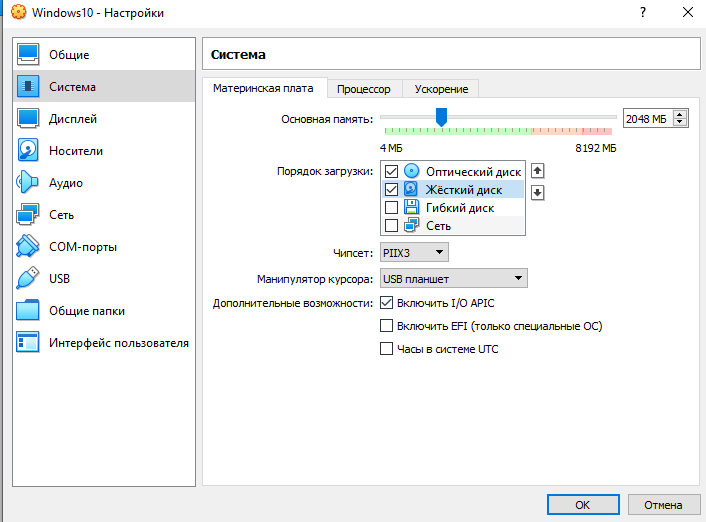 Windows10 - Настройки
?
Общие
Система
Дисплей
Носители
Аудио
Сеть
COM-порты
USB
Общие папки
Интерфейс пользователя
Система
Материнская плата Процессор Ускорение
Основная память: 2048 МБ
4 МБ 8192 МБ
Порядок загрузки: Оптический диск
Жёсткий диск
Гибкий диск
Сеть
Чипсет: PIIX3
Манипулятор курсора: USB планшет
Дополнительные возможности: Включить I/O APIC
Включить EFI (только специальные ОС)
Часы в системе UTC
OK Отмена